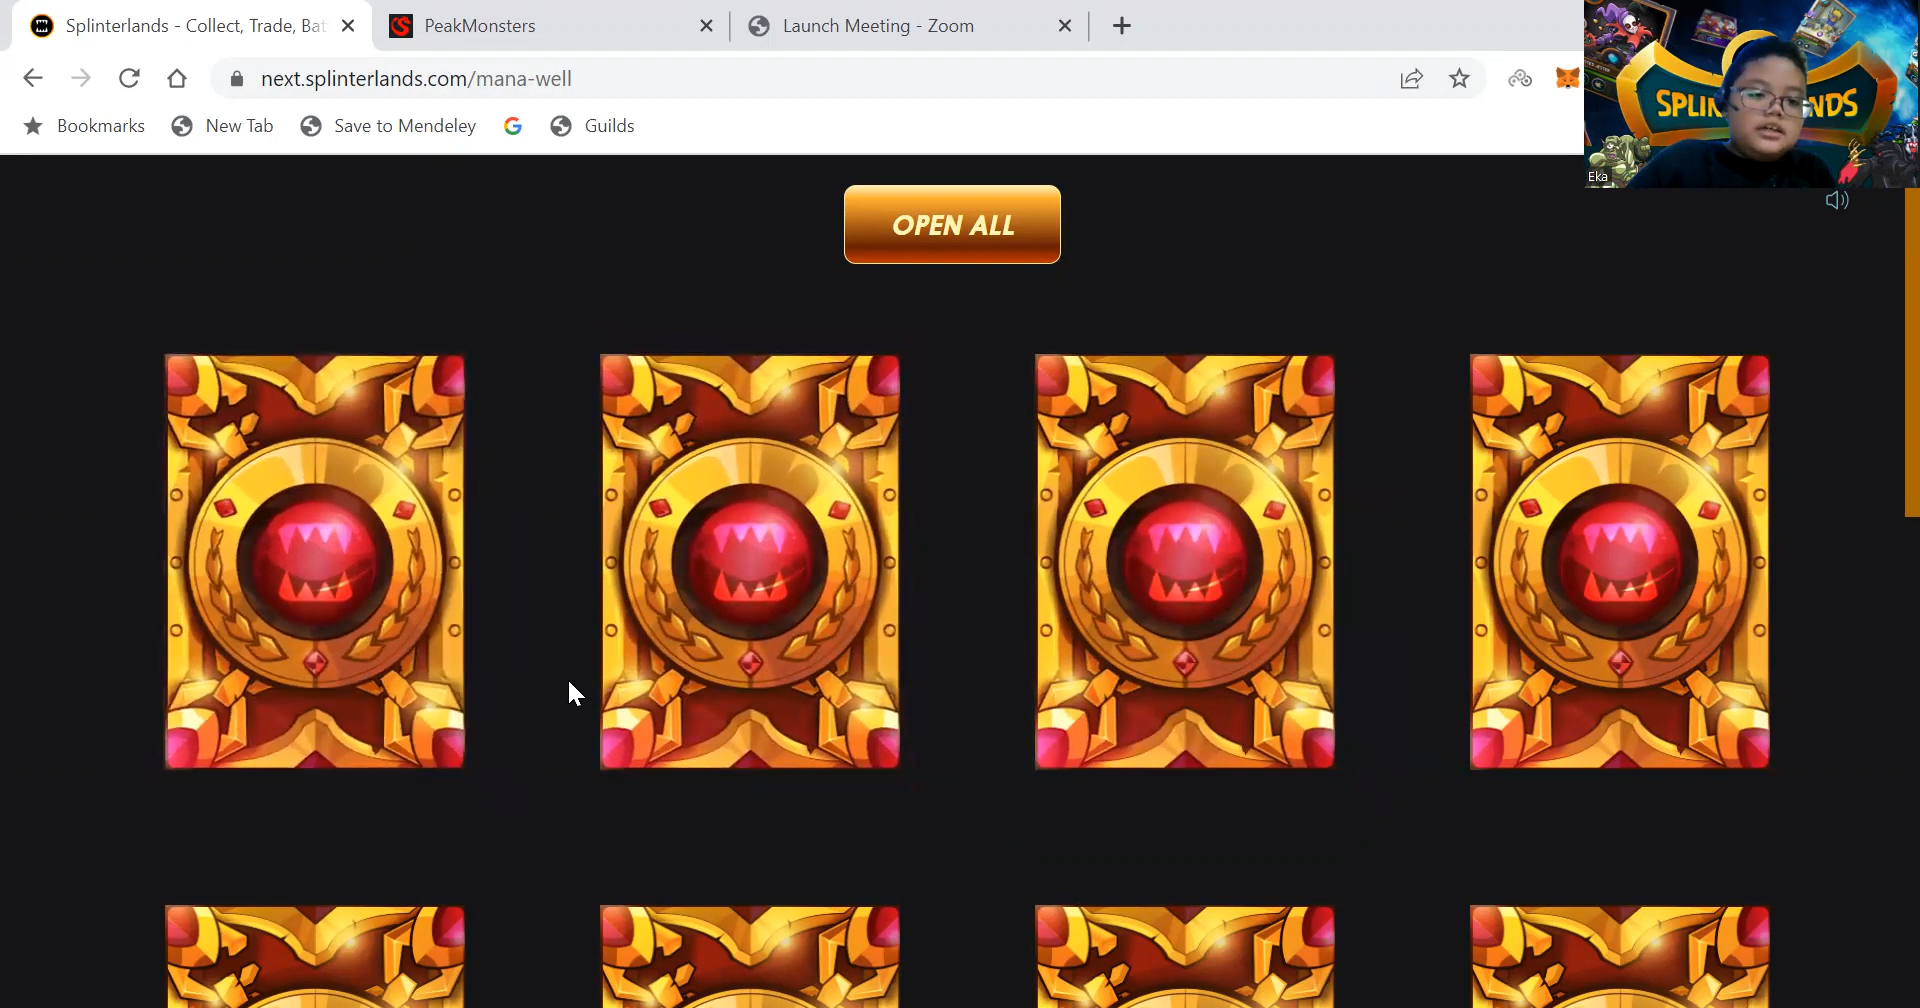 Splinterlands - Collect, Trade, Bat
PeakMonsters
Launch Meeting - Zoom
next.splinterlands.com/mana-well
Bookmarks
New Tab
Save to Mendeley
Guilds
SPLIN NDS
Eka
OPEN ALL